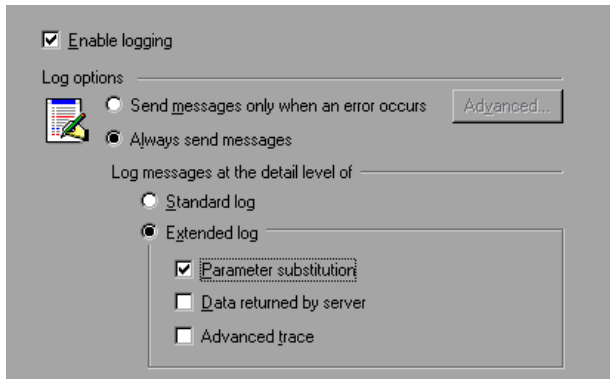 Enable logging
Log options
Send messages only when an error occurs
Advanced...
Always send messages
Log messages at the detail level of
Standard log
Extended log
Parameter substitution
Data returned by server
Advanced trace